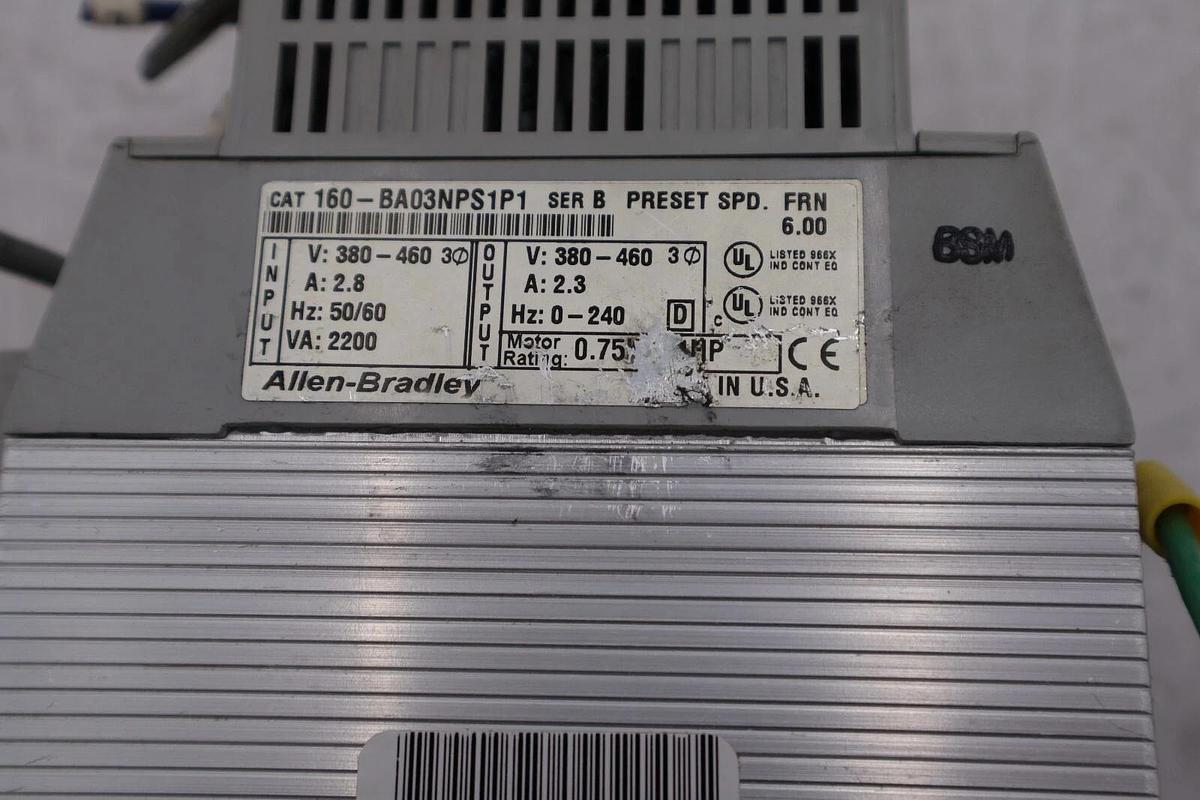 CAT 160-BA03NPS1P1 SER B PRESET SPD. FRN
6.00
INPUT
V: 380-460 3Ø
A: 2.8
Hz: 50/60
VA: 2200
OUTPUT
V: 380-460 3Ø
A: 2.3
Hz: 0-240 D
Motor
Rating: 0.75
UL LISTED 966X
IND CONT EQ
C UL LISTED 966X
IND CONT EQ
CE
Allen-Bradley IN U.S.A.
BSM